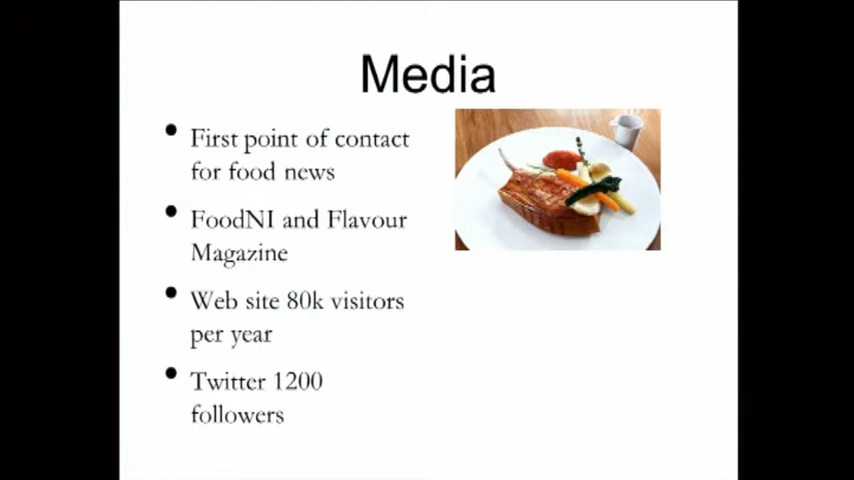 Media
• First point of contact
for food news
• FoodNI and Flavour
Magazine
• Web site 80k visitors
per year
• Twitter 1200
followers